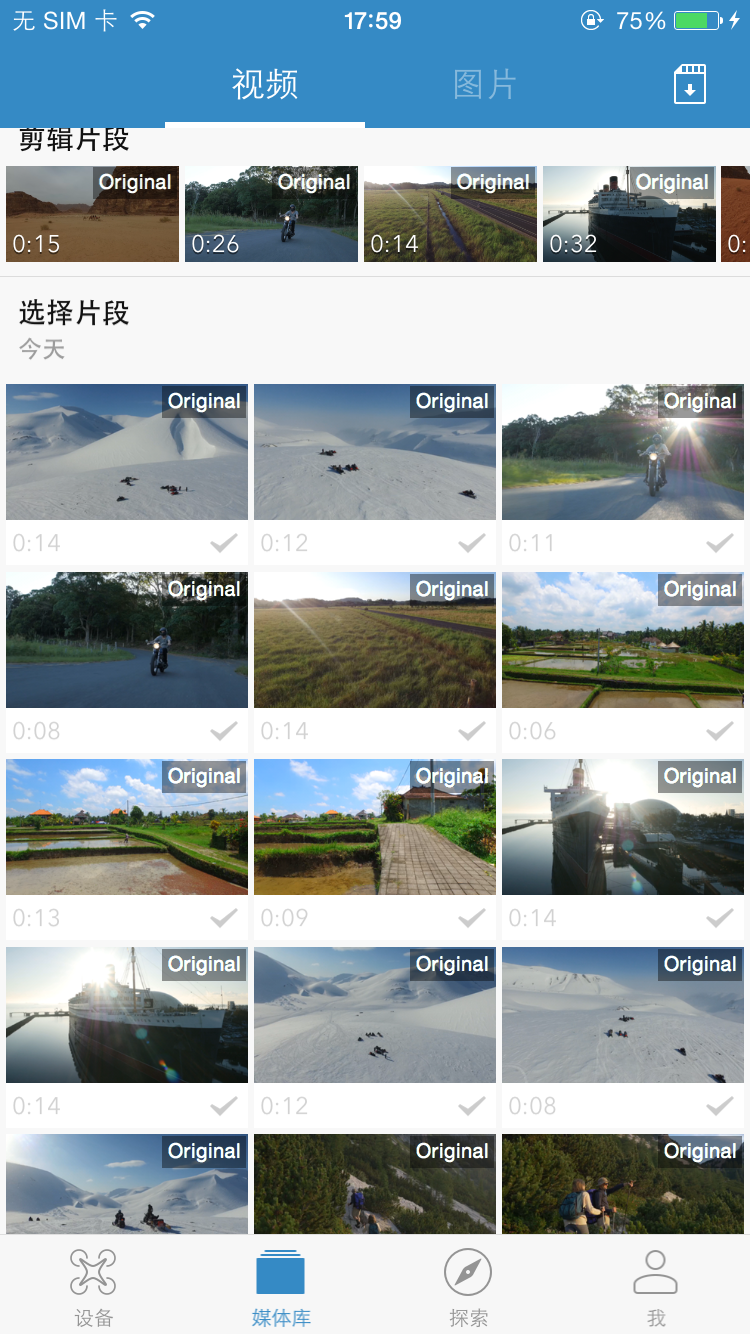 无 SIM 卡 17:59 75%
视频 图片
剪辑片段
Original Original Original Original
0:15 0:26 0:14 0:32 0:
选择片段
今天
Original Original Original
0:14 0:12 0:11
Original Original Original
0:08 0:14 0:06
Original Original Original
0:13 0:09 0:14
Original Original Original
0:14 0:12 0:08
Original Original Original
设备 媒体库 探索 我